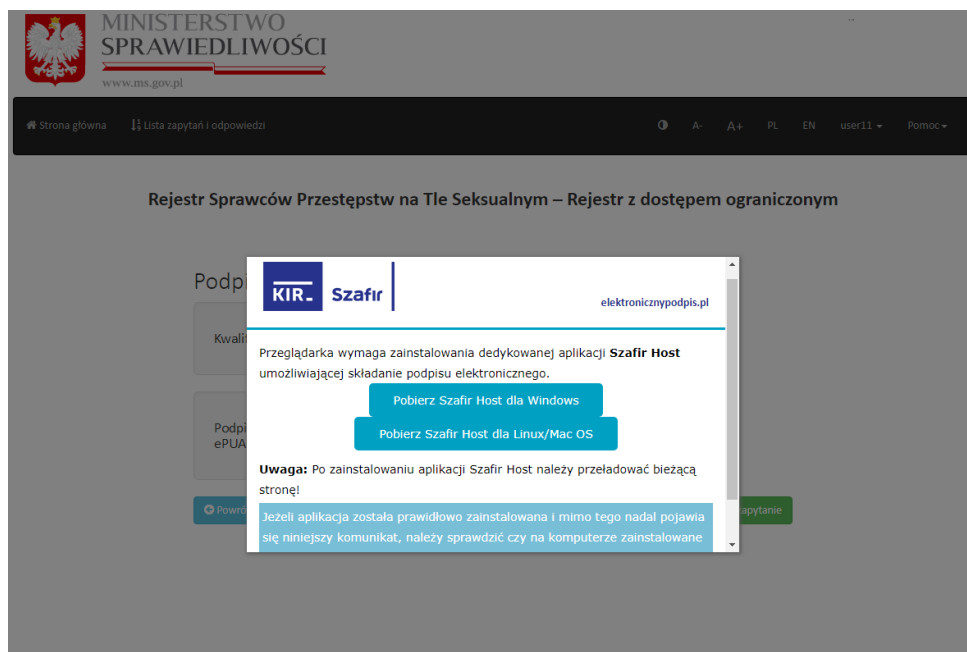 MINISTERSTWO
SPRAWIEDLIWOŚCI
www.ms.gov.pl
Strona główna Lista zapytań i odpowiedzi A- A+ PL EN user11 Pomoc
Rejestr Sprawców Przestępstw na Tle Seksualnym – Rejestr z dostępem ograniczonym
Podpi
KIR Szafir
elektronicznypodpis.pl
Kwali
Przeglądarka wymaga zainstalowania dedykowanej aplikacji Szafir Host
umożliwiającej składanie podpisu elektronicznego.
Pobierz Szafir Host dla Windows
Pobierz Szafir Host dla Linux/Mac OS
Podpi
ePUA
Uwaga: Po zainstalowaniu aplikacji Szafir Host należy przeładować bieżącą
stronę!
Powró
apytanie
Jeżeli aplikacja została prawidłowo zainstalowana i mimo tego nadal pojawia
się niniejszy komunikat, należy sprawdzić czy na komputerze zainstalowane